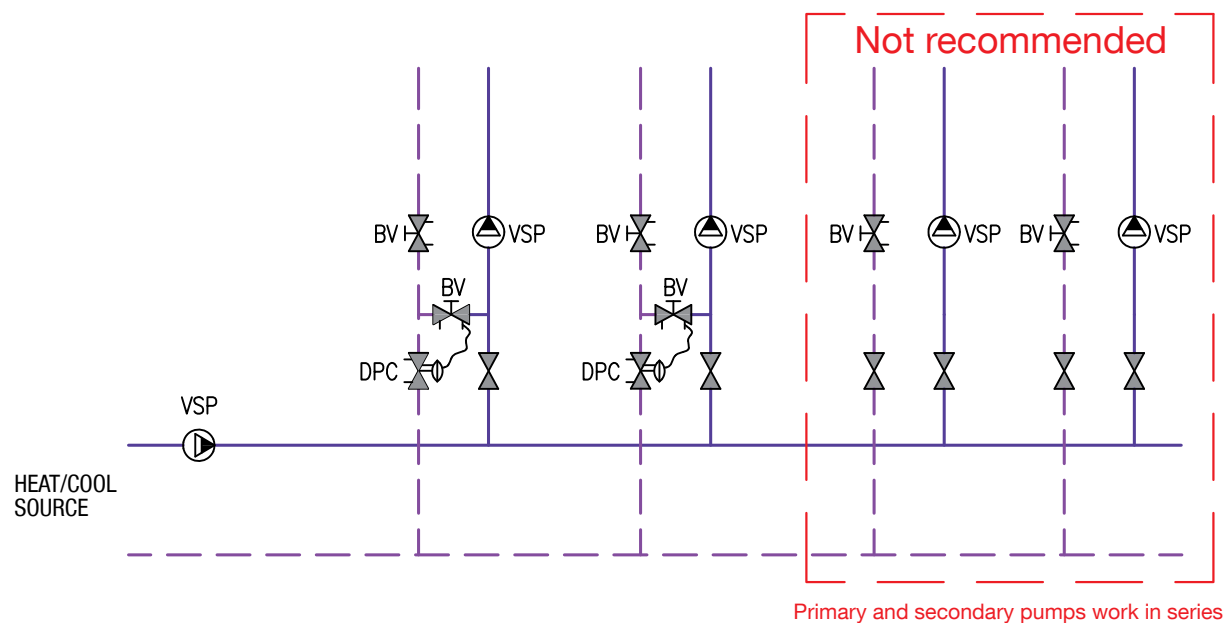 Not recommended
BV
VSP
BV
VSP
BV
VSP
BV
VSP
BV
BV
DPC
DPC
VSP
HEAT/COOL
SOURCE
Primary and secondary pumps work in series